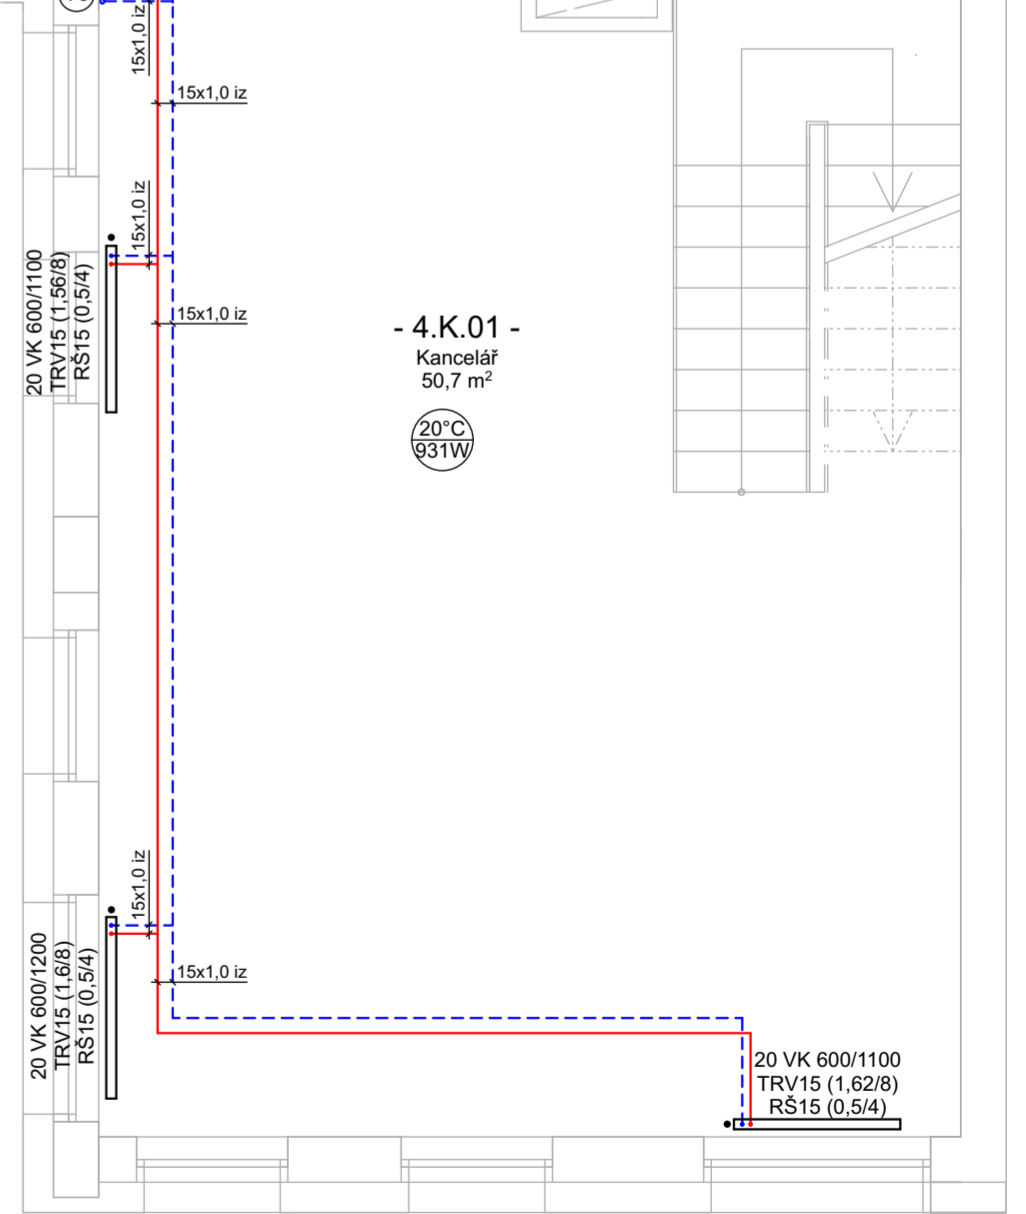 15x1,0 iz
15x1,0 iz
15x1,0 iz
20 VK 600/1100
TRV15 (1,56/8)
RŠ15 (0,5/4)
15x1,0 iz
- 4.K.01 -
Kancelář
50,7 m²
20°C
931W
15x1,0 iz
20 VK 600/1200
TRV15 (1,6/8)
RŠ15 (0,5/4)
15x1,0 iz
20 VK 600/1100
TRV15 (1,62/8)
RŠ15 (0,5/4)